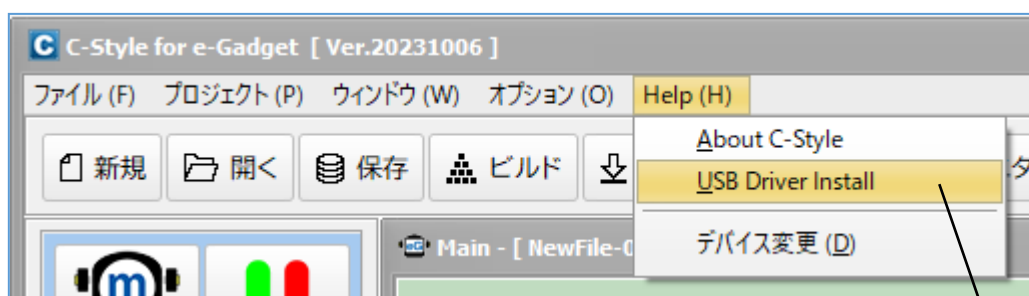 C-Style for e-Gadget [ Ver.20231006 ]
ファイル (F) プロジェクト (P) ウィンドウ (W) オプション (O) Help (H)
新規 開く 保存 ビルド
About C-Style
USB Driver Install
デバイス変更 (D)
Main - [ NewFile-0
m